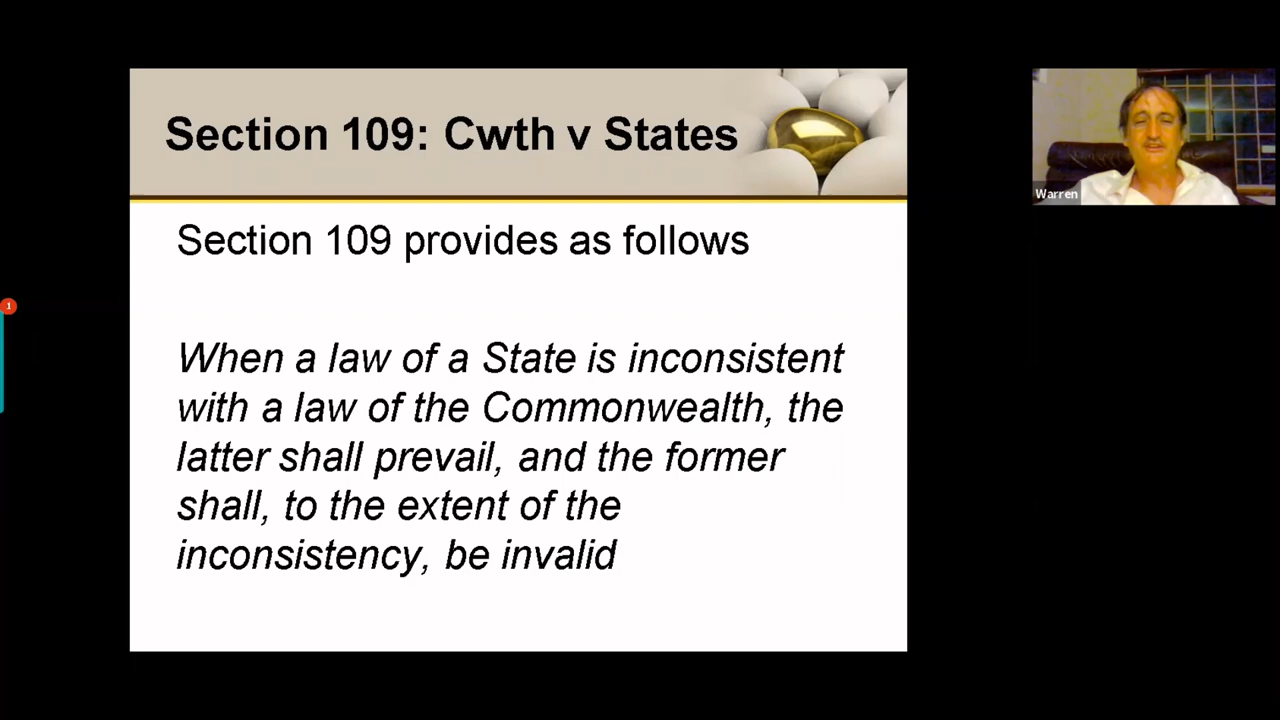 Section 109: Cwth v States
Section 109 provides as follows
When a law of a State is inconsistent
with a law of the Commonwealth, the
latter shall prevail, and the former
shall, to the extent of the
inconsistency, be invalid
Warren
1